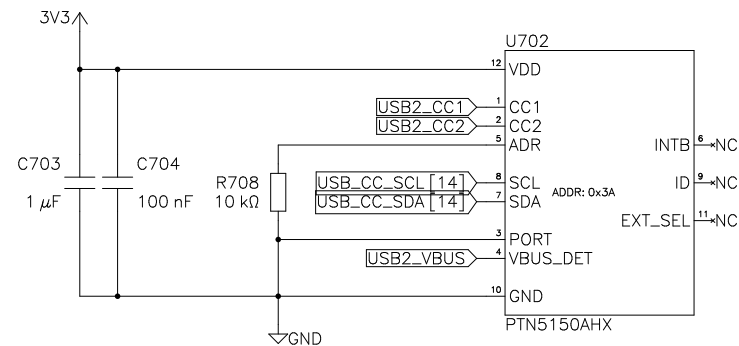 3V3
U702
12 VDD
USB2_CC1 1 CC1
USB2_CC2 2 CC2
5 ADR
INTB 6 NC
C703
C704
1 µF
100 nF
R708
10 kΩ
USB_CC_SCL [14] 8 SCL
ID 9 NC
ADDR: 0x3A
USB_CC_SDA [14] 7 SDA
EXT_SEL 11 NC
3 PORT
USB2_VBUS 4 VBUS_DET
10 GND
PTN5150AHX
GND